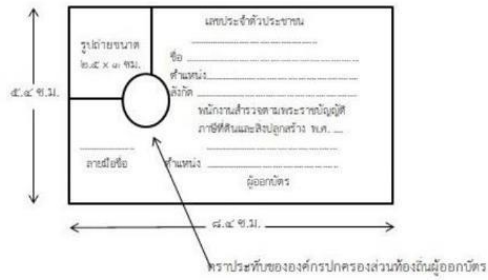 เลขประจำตัวประชาชน
รูปถ่ายขนาด
๒.๕ x ๓ ซม.
ชื่อ
ตำแหน่ง
สังกัด
๕.๔ ซ.ม.
พนักงานสำรวจตามพระราชบัญญัติ
ภาษีที่ดินและสิ่งปลูกสร้าง พ.ศ. ....
ลายมือชื่อ
ตำแหน่ง
ผู้ออกบัตร
๘.๔ ซ.ม.
ตราประทับขององค์กรปกครองส่วนท้องถิ่นผู้ออกบัตร